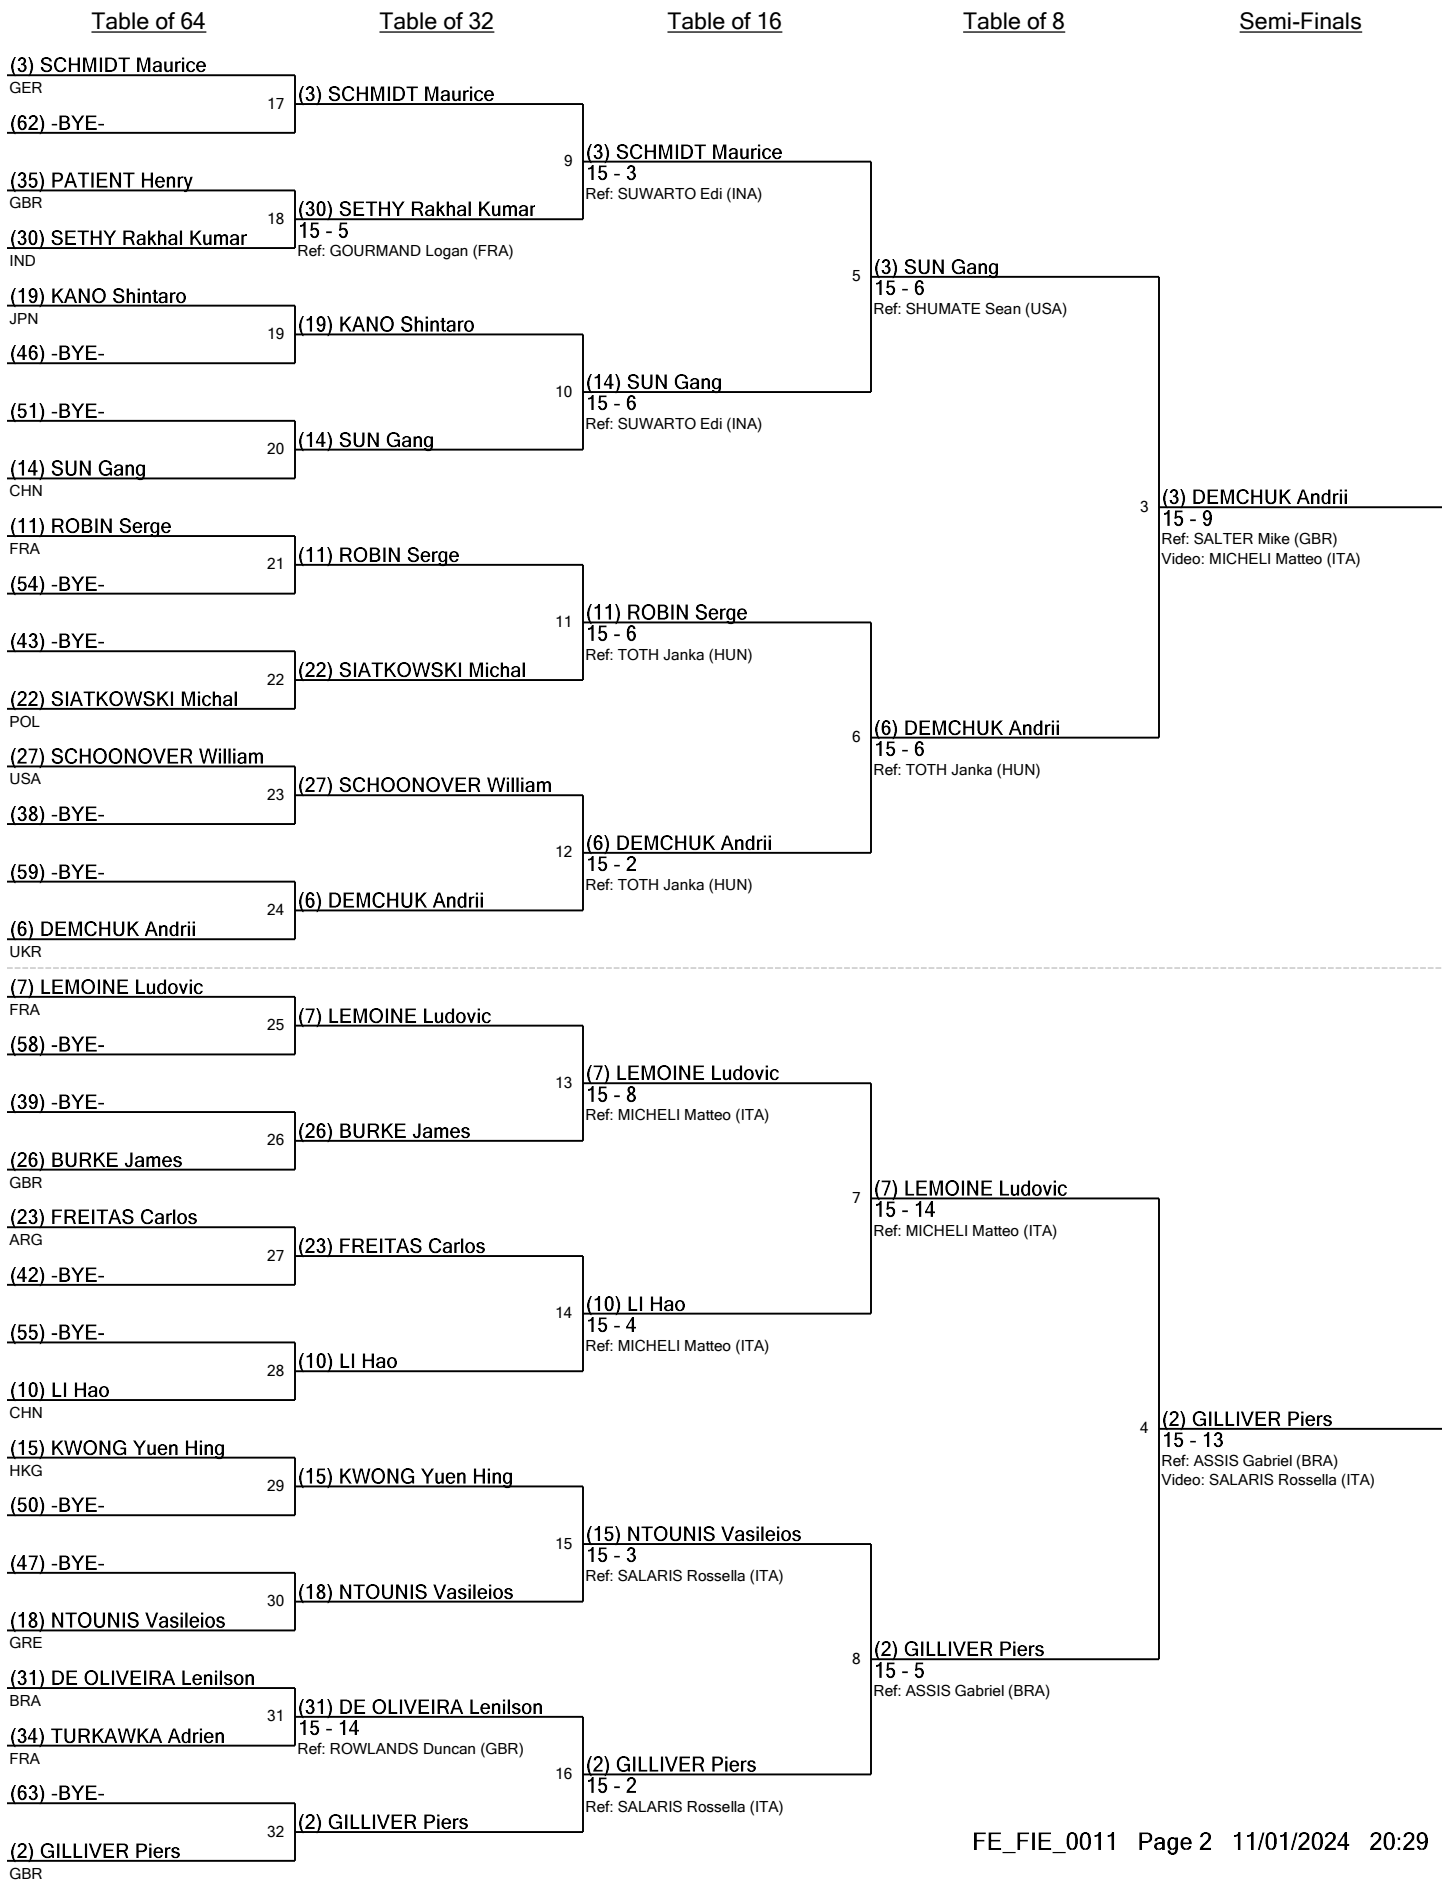 Table of 64
Table of 32
Table of 16
Table of 8
Semi-Finals
(3) SCHMIDT Maurice
GER
(62) -BYE-
(35) PATIENT Henry
GBR
(30) SETHY Rakhal Kumar
IND
(19) KANO Shintaro
JPN
(46) -BYE-
(51) -BYE-
(14) SUN Gang
CHN
(11) ROBIN Serge
FRA
(54) -BYE-
(43) -BYE-
(22) SIATKOWSKI Michal
POL
(27) SCHOONOVER William
USA
(38) -BYE-
(59) -BYE-
(6) DEMCHUK Andrii
UKR
(7) LEMOINE Ludovic
FRA
(58) -BYE-
(39) -BYE-
(26) BURKE James
GBR
(23) FREITAS Carlos
ARG
(42) -BYE-
(55) -BYE-
(10) LI Hao
CHN
(15) KWONG Yuen Hing
HKG
(50) -BYE-
(47) -BYE-
(18) NTOUNIS Vasileios
GRE
(31) DE OLIVEIRA Lenilson
BRA
(34) TURKAWKA Adrien
FRA
(63) -BYE-
(2) GILLIVER Piers
GBR
17
(3) SCHMIDT Maurice
18
(30) SETHY Rakhal Kumar
15 - 5
Ref: GOURMAND Logan (FRA)
19
(19) KANO Shintaro
20
(14) SUN Gang
21
(11) ROBIN Serge
22
(22) SIATKOWSKI Michal
23
(27) SCHOONOVER William
24
(6) DEMCHUK Andrii
25
(7) LEMOINE Ludovic
26
(26) BURKE James
27
(23) FREITAS Carlos
28
(10) LI Hao
29
(15) KWONG Yuen Hing
30
(18) NTOUNIS Vasileios
31
(31) DE OLIVEIRA Lenilson
15 - 14
Ref: ROWLANDS Duncan (GBR)
32
(2) GILLIVER Piers
9
(3) SCHMIDT Maurice
15 - 3
Ref: SUWARTO Edi (INA)
10
(14) SUN Gang
15 - 6
Ref: SUWARTO Edi (INA)
11
(11) ROBIN Serge
15 - 6
Ref: TOTH Janka (HUN)
12
(6) DEMCHUK Andrii
15 - 2
Ref: TOTH Janka (HUN)
13
(7) LEMOINE Ludovic
15 - 8
Ref: MICHELI Matteo (ITA)
14
(10) LI Hao
15 - 4
Ref: MICHELI Matteo (ITA)
15
(15) NTOUNIS Vasileios
15 - 3
Ref: SALARIS Rossella (ITA)
16
(2) GILLIVER Piers
15 - 2
Ref: SALARIS Rossella (ITA)
5
(3) SUN Gang
15 - 6
Ref: SHUMATE Sean (USA)
6
(6) DEMCHUK Andrii
15 - 6
Ref: TOTH Janka (HUN)
7
(7) LEMOINE Ludovic
15 - 14
Ref: MICHELI Matteo (ITA)
8
(2) GILLIVER Piers
15 - 5
Ref: ASSIS Gabriel (BRA)
3
(3) DEMCHUK Andrii
15 - 9
Ref: SALTER Mike (GBR)
Video: MICHELI Matteo (ITA)
4
(2) GILLIVER Piers
15 - 13
Ref: ASSIS Gabriel (BRA)
Video: SALARIS Rossella (ITA)
FE_FIE_0011 Page 2 11/01/2024 20:29